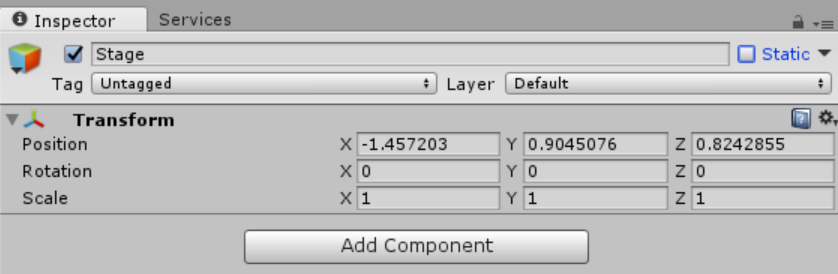 Inspector Services
Stage Static
Tag Untagged Layer Default
Transform
Position X -1.457203 Y 0.9045076 Z 0.8242855
Rotation X 0 Y 0 Z 0
Scale X 1 Y 1 Z 1
Add Component